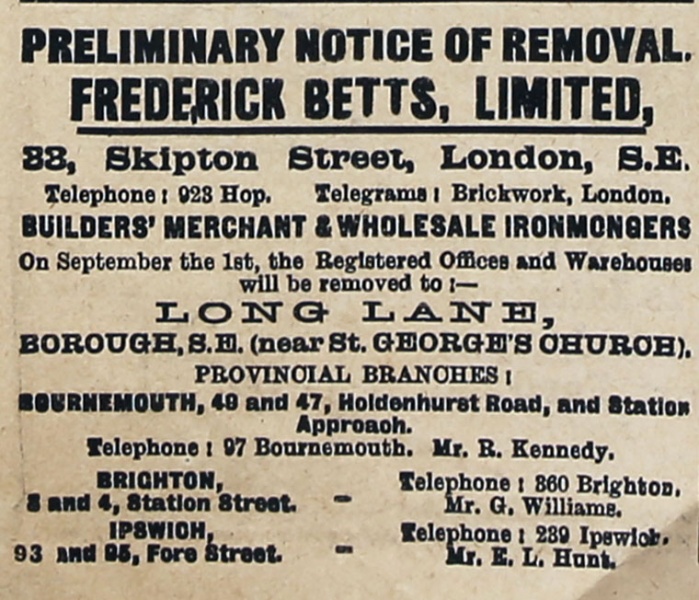 PRELIMINARY NOTICE OF REMOVAL.
FREDERICK BETTS, LIMITED,
33, Skipton Street, London, S.E.
Telephone: 923 Hop. Telegrams: Brickwork, London.
BUILDERS' MERCHANT & WHOLESALE IRONMONGERS
On September the 1st, the Registered Offices and Warehouses
will be removed to:—
LONG LANE,
BOROUGH, S.E. (near St. GEORGE'S CHURCH).
PROVINCIAL BRANCHES:
BOURNEMOUTH, 49 and 47, Holdenhurst Road, and Station
Approach.
Telephone: 97 Bournemouth. Mr. R. Kennedy.
BRIGHTON, Telephone: 360 Brighton.
3 and 4, Station Street. - Mr. G. Williams.
IPSWICH, Telephone: 239 Ipswich.
93 and 95, Fore Street. - Mr. E. L. Hunt.